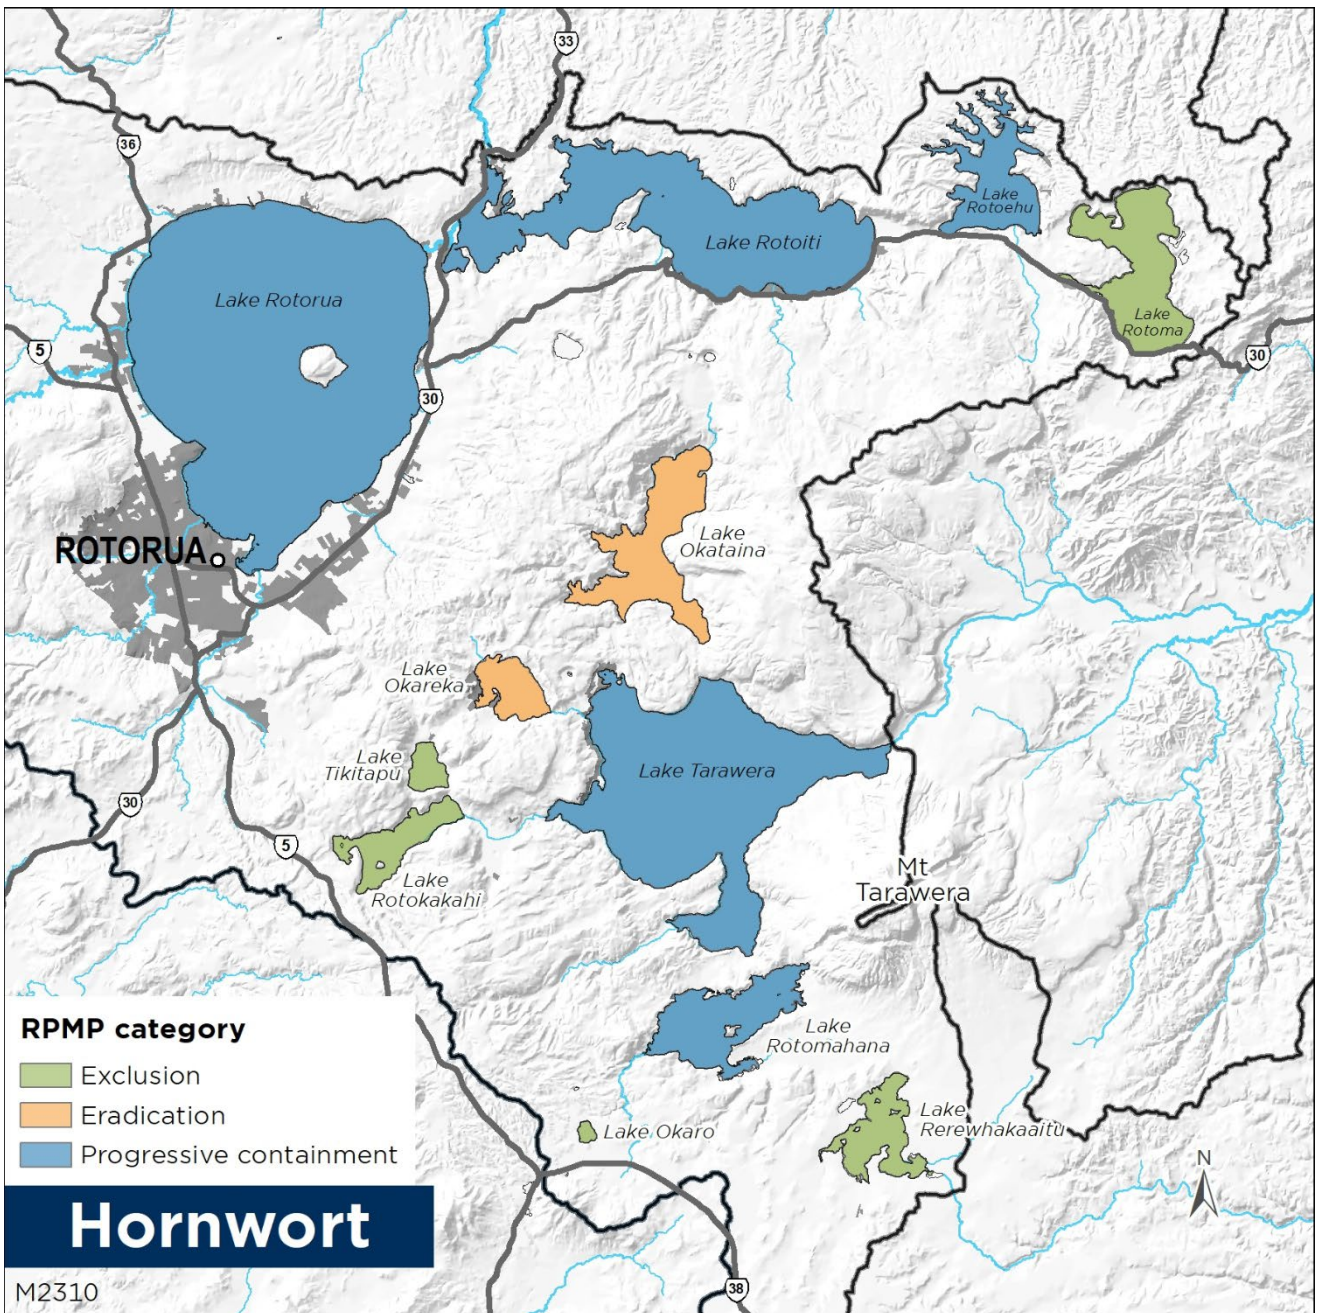 33
36
Lake
Rotoehu
Lake Rotoiti
Lake Rotorua
Lake
Rotoma
5
30
30
Lake
Okataina
ROTORUA
Lake
Okareka
Lake
Tikitapu
Lake Tarawera
30
5
Lake
Rotokakahi
Mt
Tarawera
RPMP category
Exclusion
Eradication
Progressive containment
Lake
Rotomahana
Lake Okaro
Lake
Rerewhakaaitu
N
Hornwort
M2310
38